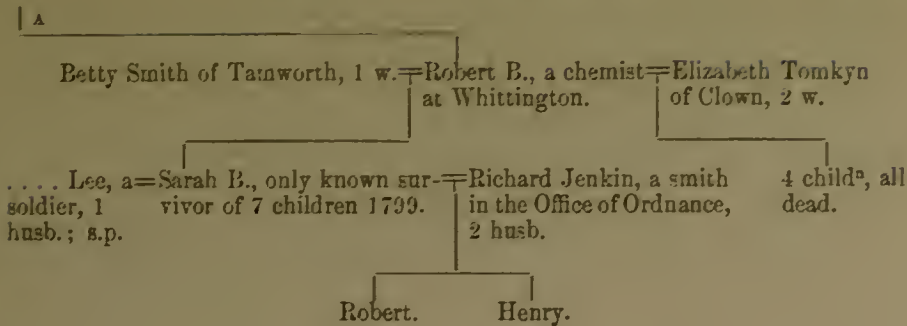 A
Betty Smith of Tamworth, 1 w.=Robert B., a chemist=Elizabeth Tomkyn
at Whittington. of Clown, 2 w.
.... Lee, a=Sarah B., only known sur-=Richard Jenkin, a smith 4 childⁿ, all
soldier, 1 vivor of 7 children 1799. in the Office of Ordnance, dead.
husb.; s.p. 2 husb.
Robert. Henry.